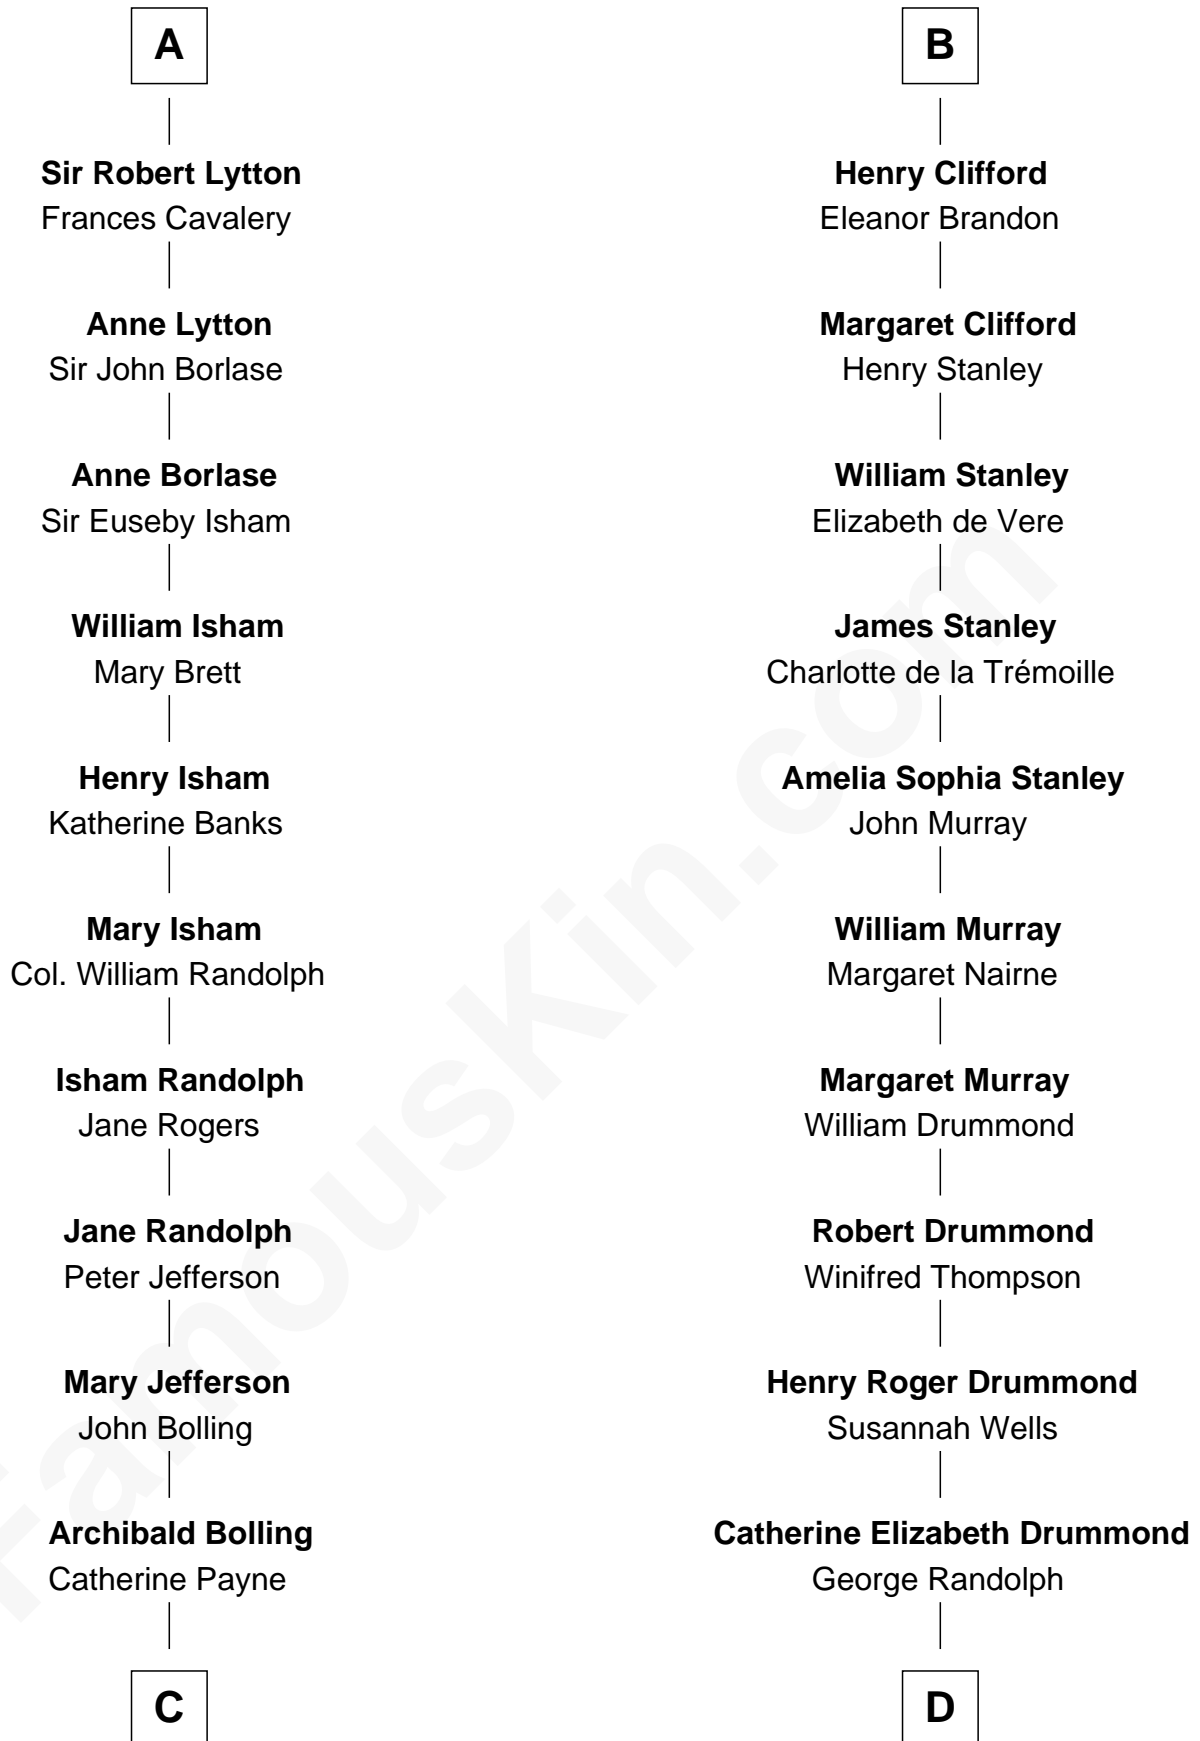 A
Sir Robert Lytton
Frances Cavalery
Anne Lytton
Sir John Borlase
Anne Borlase
Sir Euseby Isham
William Isham
Mary Brett
Henry Isham
Katherine Banks
Mary Isham
Col. William Randolph
Isham Randolph
Jane Rogers
Jane Randolph
Peter Jefferson
Mary Jefferson
John Bolling
Archibald Bolling
Catherine Payne
C
B
Henry Clifford
Eleanor Brandon
Margaret Clifford
Henry Stanley
William Stanley
Elizabeth de Vere
James Stanley
Charlotte de la Trémoille
Amelia Sophia Stanley
John Murray
William Murray
Margaret Nairne
Margaret Murray
William Drummond
Robert Drummond
Winifred Thompson
Henry Roger Drummond
Susannah Wells
Catherine Elizabeth Drummond
George Randolph
D
FamousKin.com